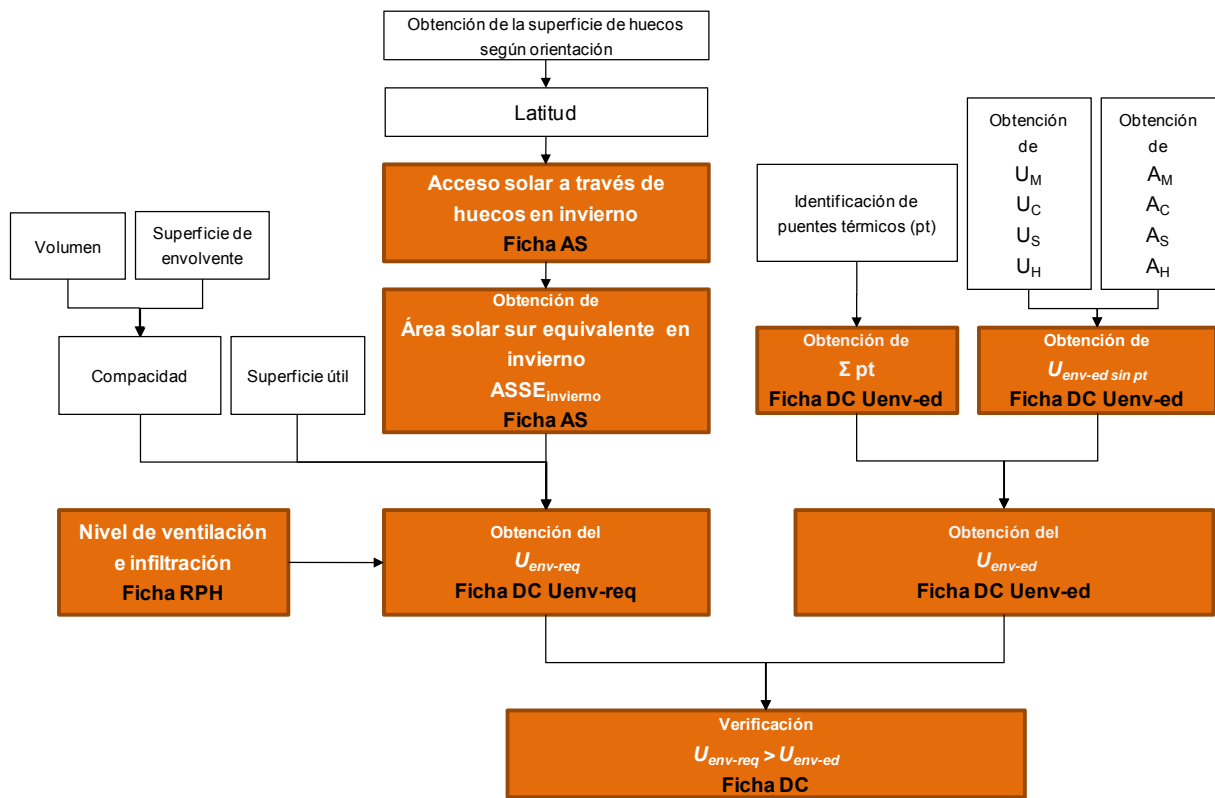 Obtención de la superficie de huecos
según orientación
Latitud
Acceso solar a través de
huecos en invierno
Ficha AS
Obtención de
Área solar sur equivalente en
invierno
ASSEinvierno
Ficha AS
Volumen
Superficie de
envolvente
Compacidad
Superficie útil
Nivel de ventilación
e infiltración
Ficha RPH
Obtención del
Uenv-req
Ficha DC Uenv-req
Identificación de
puentes térmicos (pt)
Obtención
de
UM
UC
US
UH
Obtención
de
AM
AC
AS
AH
Obtención de
Σ pt
Ficha DC Uenv-ed
Obtención de
Uenv-ed sin pt
Ficha DC Uenv-ed
Obtención del
Uenv-ed
Ficha DC Uenv-ed
Verificación
Uenv-req > Uenv-ed
Ficha DC